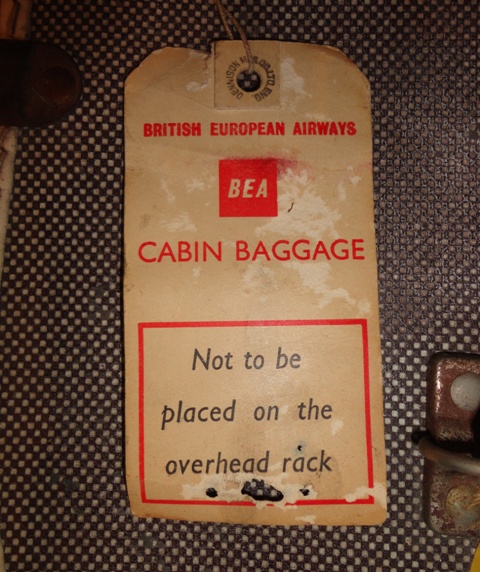 BRITISH EUROPEAN AIRWAYS
BEA
CABIN BAGGAGE
Not to be
placed on the
overhead rack